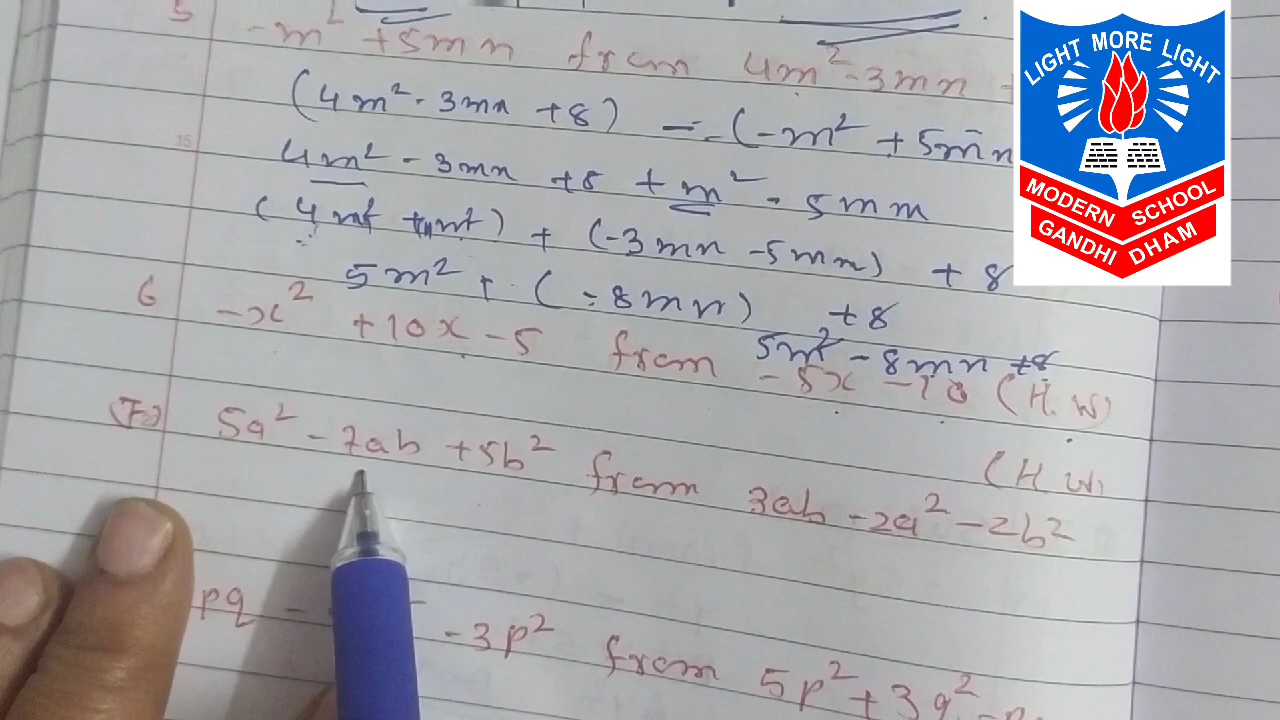 5 -m² + 5mn from 4m² - 3mn
(4m² - 3mn + 8) - (-m² + 5mn
4m² - 3mn + 8 + m² - 5mn
(4m² + m²) + (-3mn - 5mn) + 8
5m² + (-8mn) + 8
5m² - 8mn + 8
6 -x² + 10x - 5 from -5x - 10 (H.W)
(7) 5a² - 7ab + 5b² from 3ab - 2a² - 2b² (H W)
pq - - 3p² from 5p² + 3q² -
LIGHT MORE LIGHT
MODERN SCHOOL
GANDHI DHAM